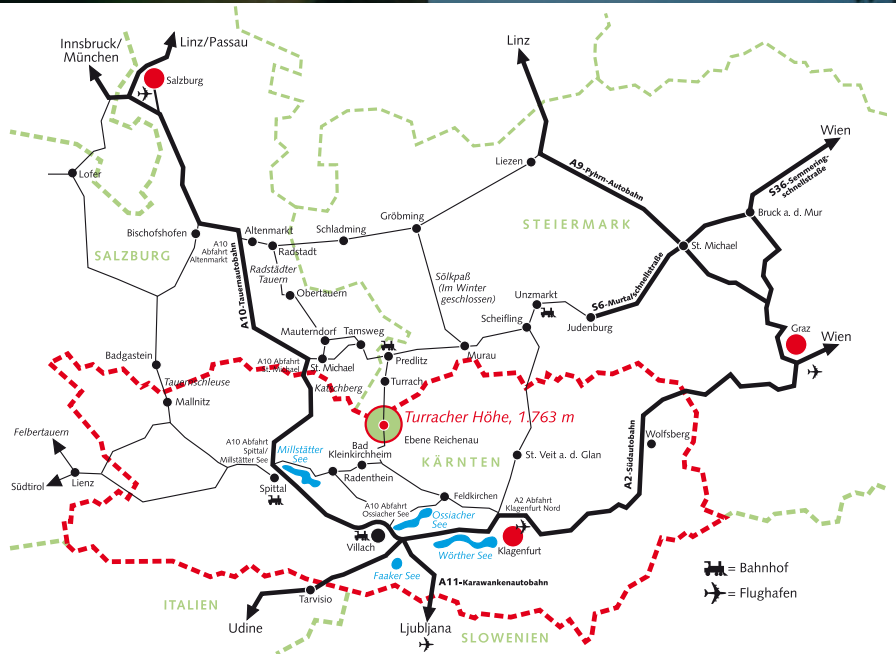 Innsbruck/
München
Linz/Passau
Salzburg
Linz
Wien
Lofer
Liezen
A9-Pyhrn-Autobahn
S36-Semmering-
schnellstraße
Bruck a. d. Mur
Bischofshofen
A10
Abfahrt
Altenmarkt
Altenmarkt
Radstadt
Schladming
Gröbming
STEIERMARK
St. Michael
SALZBURG
A10-Tauernautobahn
Radstädter
Tauern
Obertauern
Sölkpaß
(Im Winter
geschlossen)
S6-Murtalschnellstraße
Unzmarkt
Scheifling
Judenburg
Mauterndorf
Tamsweg
Graz
Wien
Badgastein
A10 Abfahrt
St. Michael
St. Michael
Predlitz
Murau
Tauernschleuse
Katschberg
Turrach
Mallnitz
Turracher Höhe, 1.763 m
Felbertauern
A10 Abfahrt
Spittal/
Millstätter See
Millstätter
See
Bad
Kleinkirchheim
Ebene Reichenau
Wolfsberg
KÄRNTEN
St. Veit a. d. Glan
A2-Südautobahn
Südtirol
Lienz
Spittal
Radenthein
A10 Abfahrt
Ossiacher See
Feldkirchen
A2 Abfahrt
Klagenfurt Nord
Ossiacher
See
Villach
Wörther See
Klagenfurt
Faaker See
A11-Karawankenautobahn
= Bahnhof
= Flughafen
Tarvisio
ITALIEN
Udine
Ljubljana
SLOWENIEN